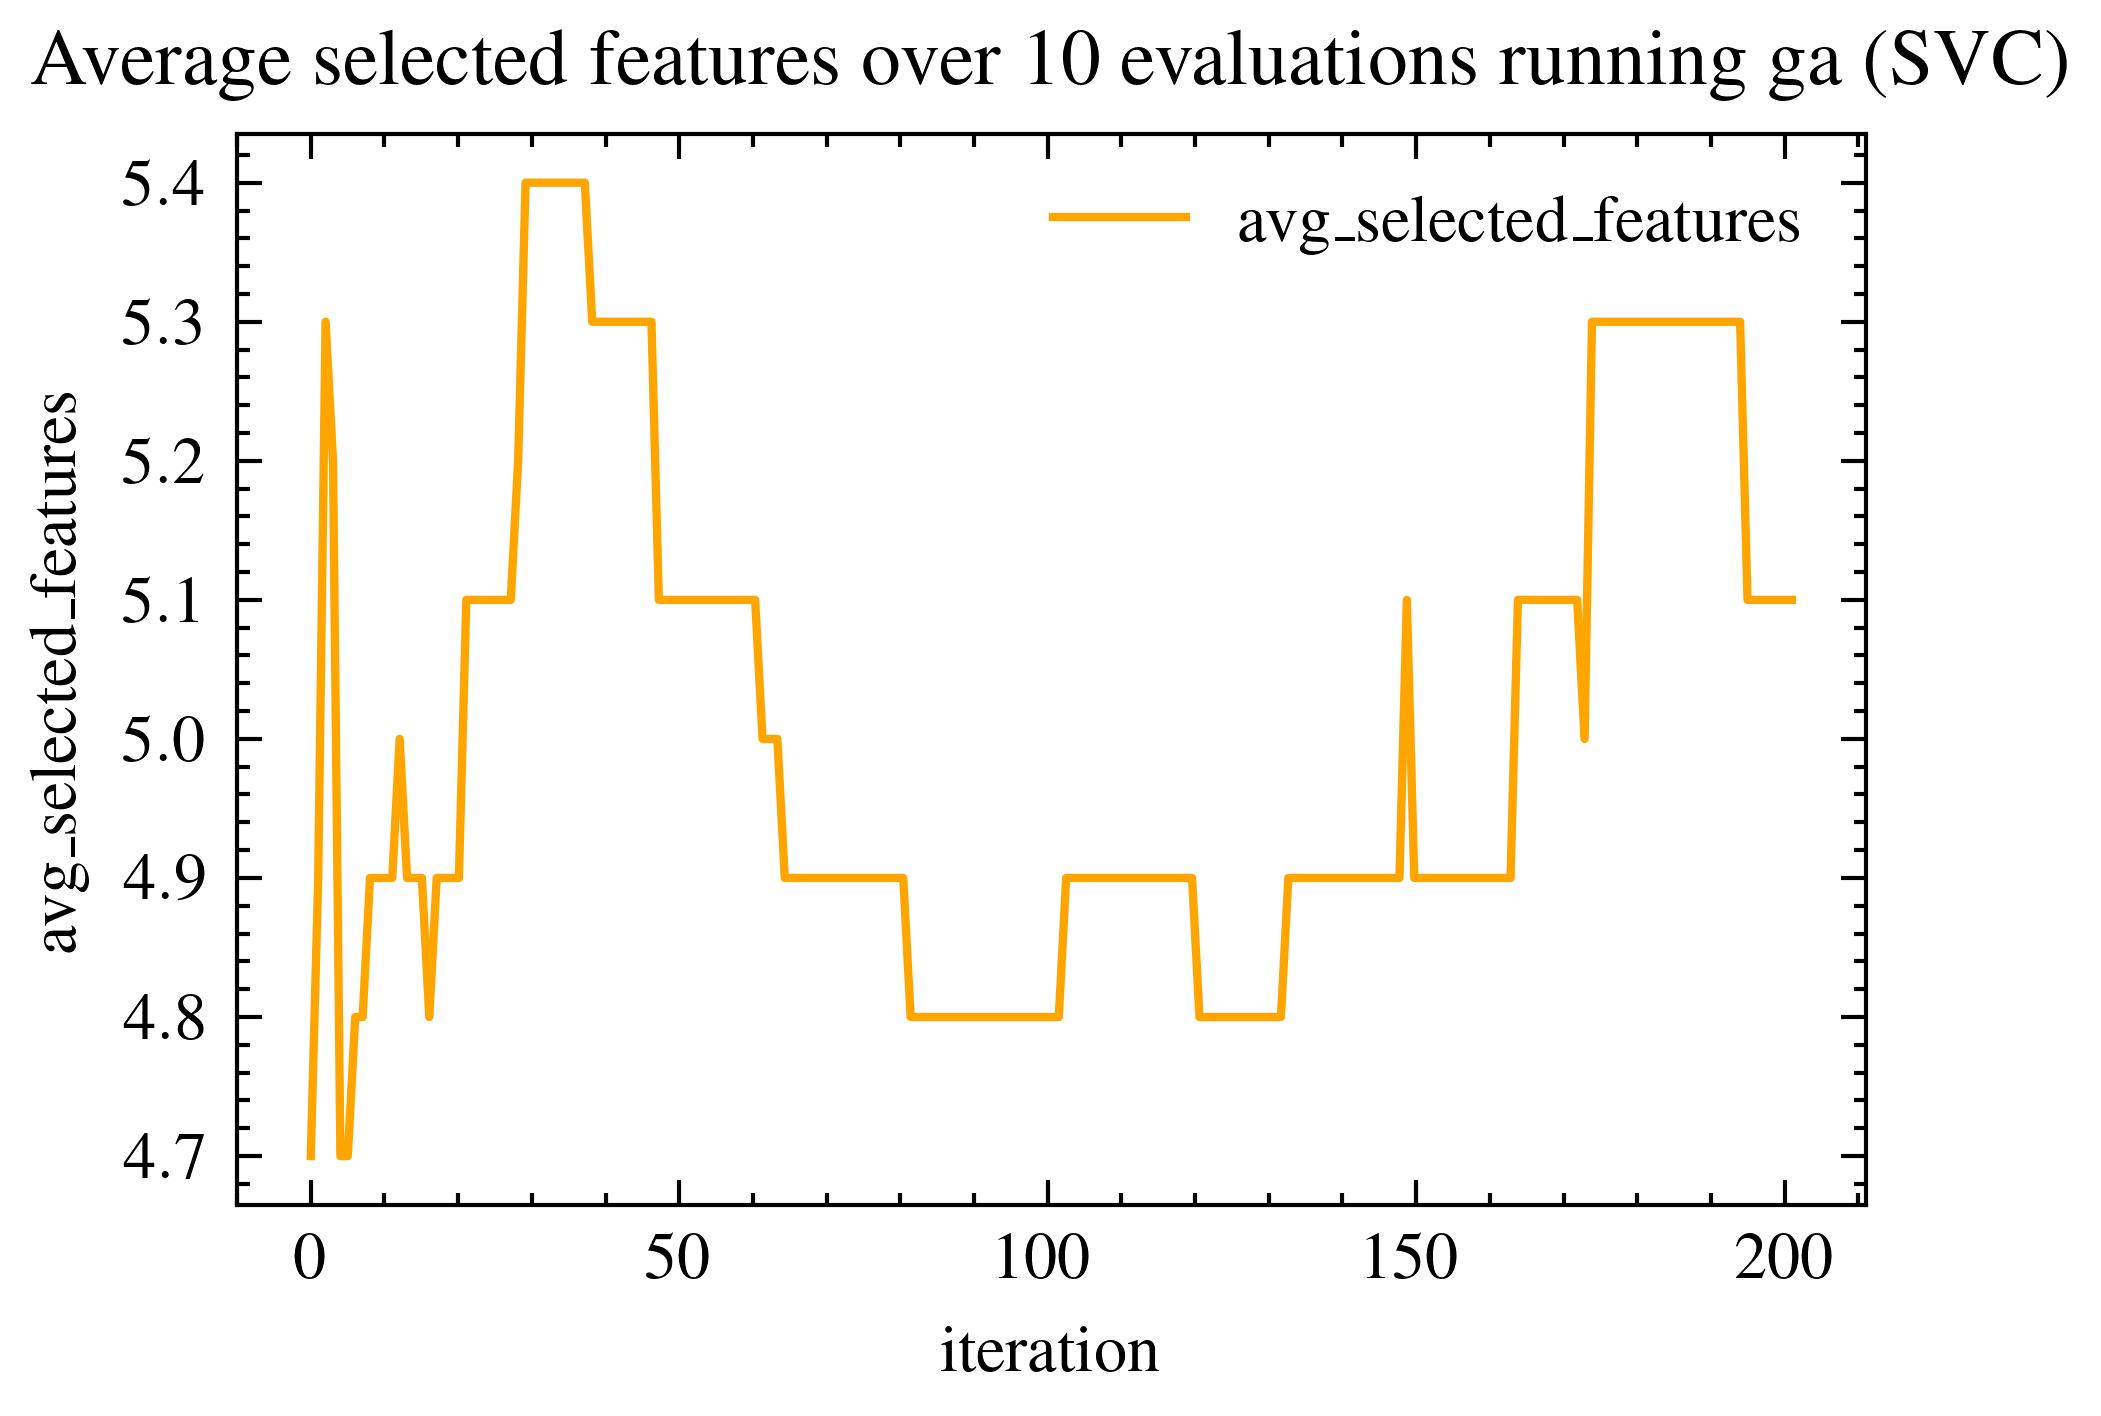 Average selected features over 10 evaluations running ga (SVC)
avg_selected_features
5.4
5.3
5.2
5.1
5.0
4.9
4.8
4.7
avg_selected_features
0 50 100 150 200
iteration